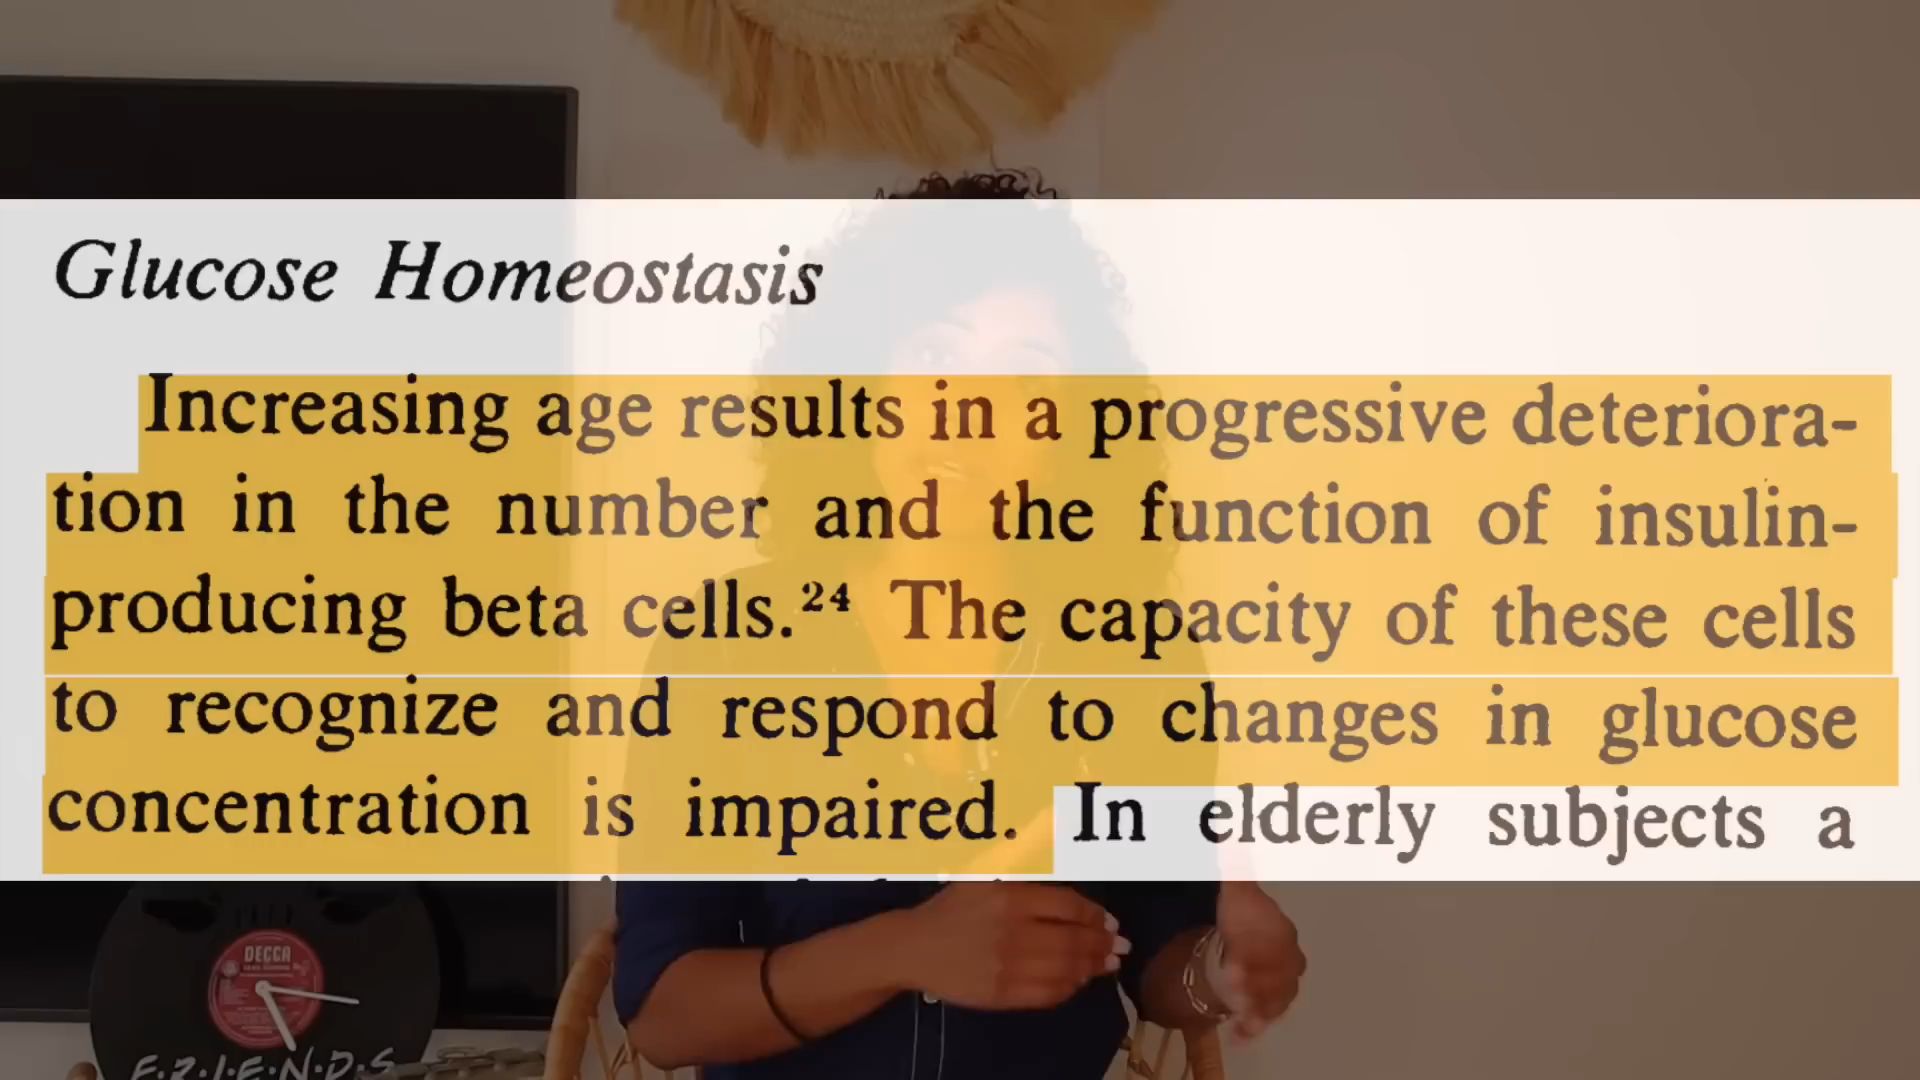 Glucose Homeostasis
Increasing age results in a progressive deteriora-
tion in the number and the function of insulin-
producing beta cells.²⁴ The capacity of these cells
to recognize and respond to changes in glucose
concentration is impaired. In elderly subjects a
DECCA
F·R·I·E·N·D·S